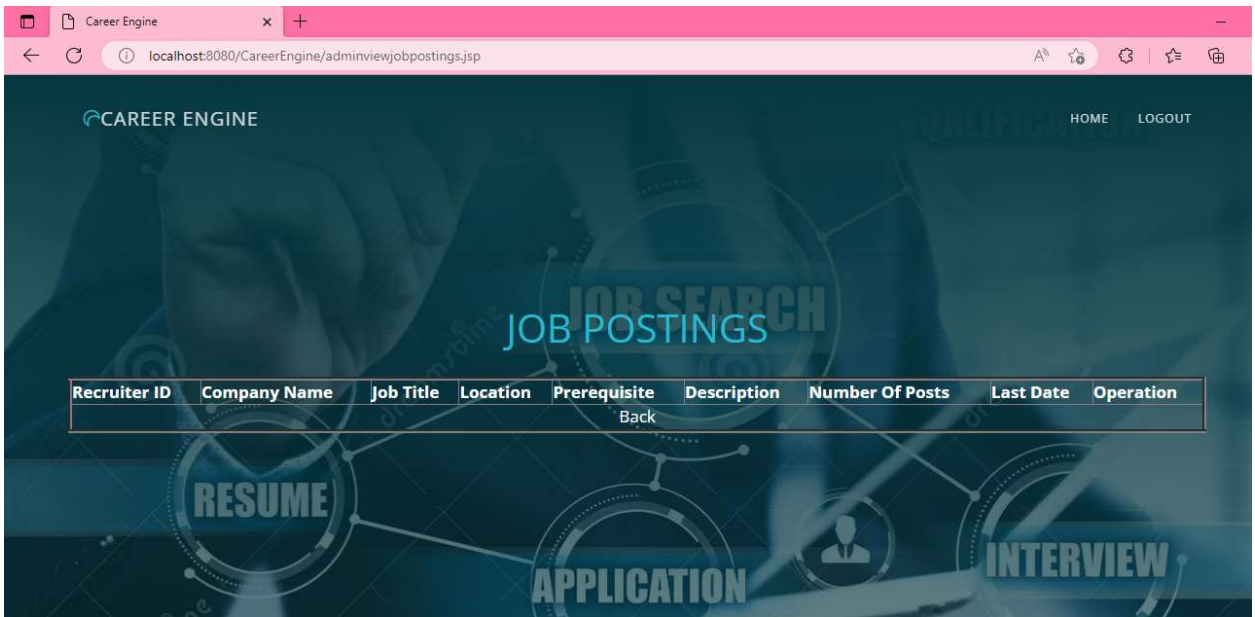 Career Engine
localhost:8080/CareerEngine/adminviewjobpostings.jsp
CAREER ENGINE
QALIFICATION
HOME LOGOUT
JOB SEARCH
JOB POSTINGS
Recruiter ID Company Name Job Title Location Prerequisite Description Number Of Posts Last Date Operation
Back
RESUME
APPLICATION
INTERVIEW